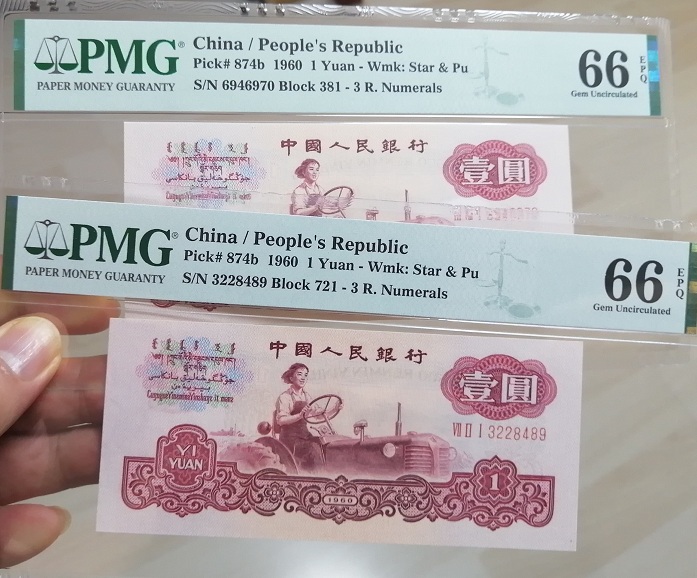 PMG®
PAPER MONEY GUARANTY
China / People's Republic
Pick# 874b 1960 1 Yuan - Wmk: Star & Pu
S/N 6946970 Block 381 - 3 R. Numerals
66 EPQ
Gem Uncirculated
中國人民銀行
壹圓
PMG®
PAPER MONEY GUARANTY
China / People's Republic
Pick# 874b 1960 1 Yuan - Wmk: Star & Pu
S/N 3228489 Block 721 - 3 R. Numerals
66 EPQ
Gem Uncirculated
中國人民銀行
壹圓
VII II I 3228489
YI
YUAN
1
1960